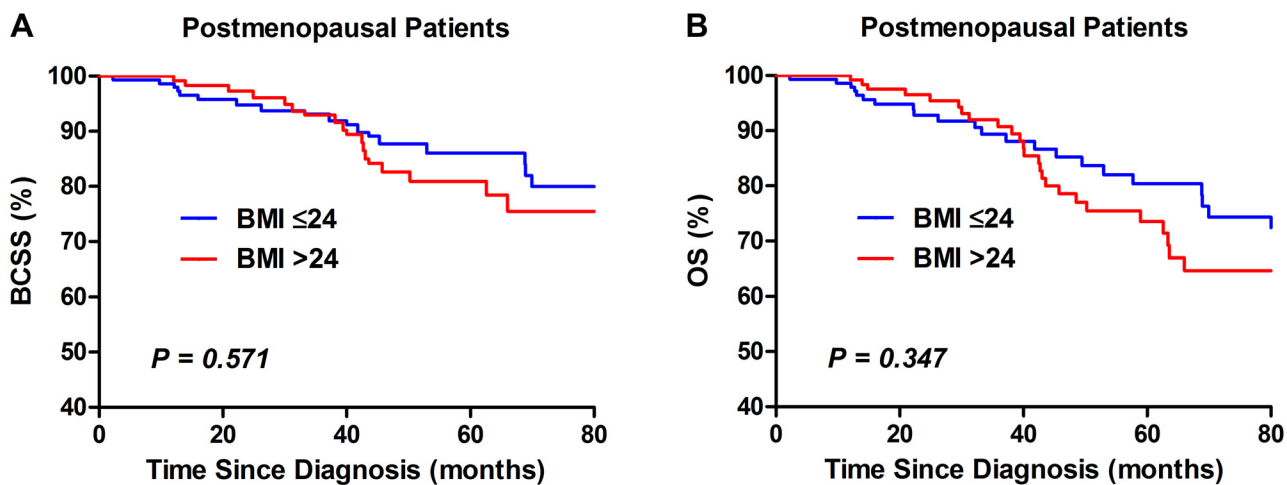 A
Postmenopausal Patients
BCSS (%)
100
90
80
70
60
50
40
BMI ≤24
BMI >24
P = 0.571
0 20 40 60 80
Time Since Diagnosis (months)
B
Postmenopausal Patients
OS (%)
100
90
80
70
60
50
40
BMI ≤24
BMI >24
P = 0.347
0 20 40 60 80
Time Since Diagnosis (months)